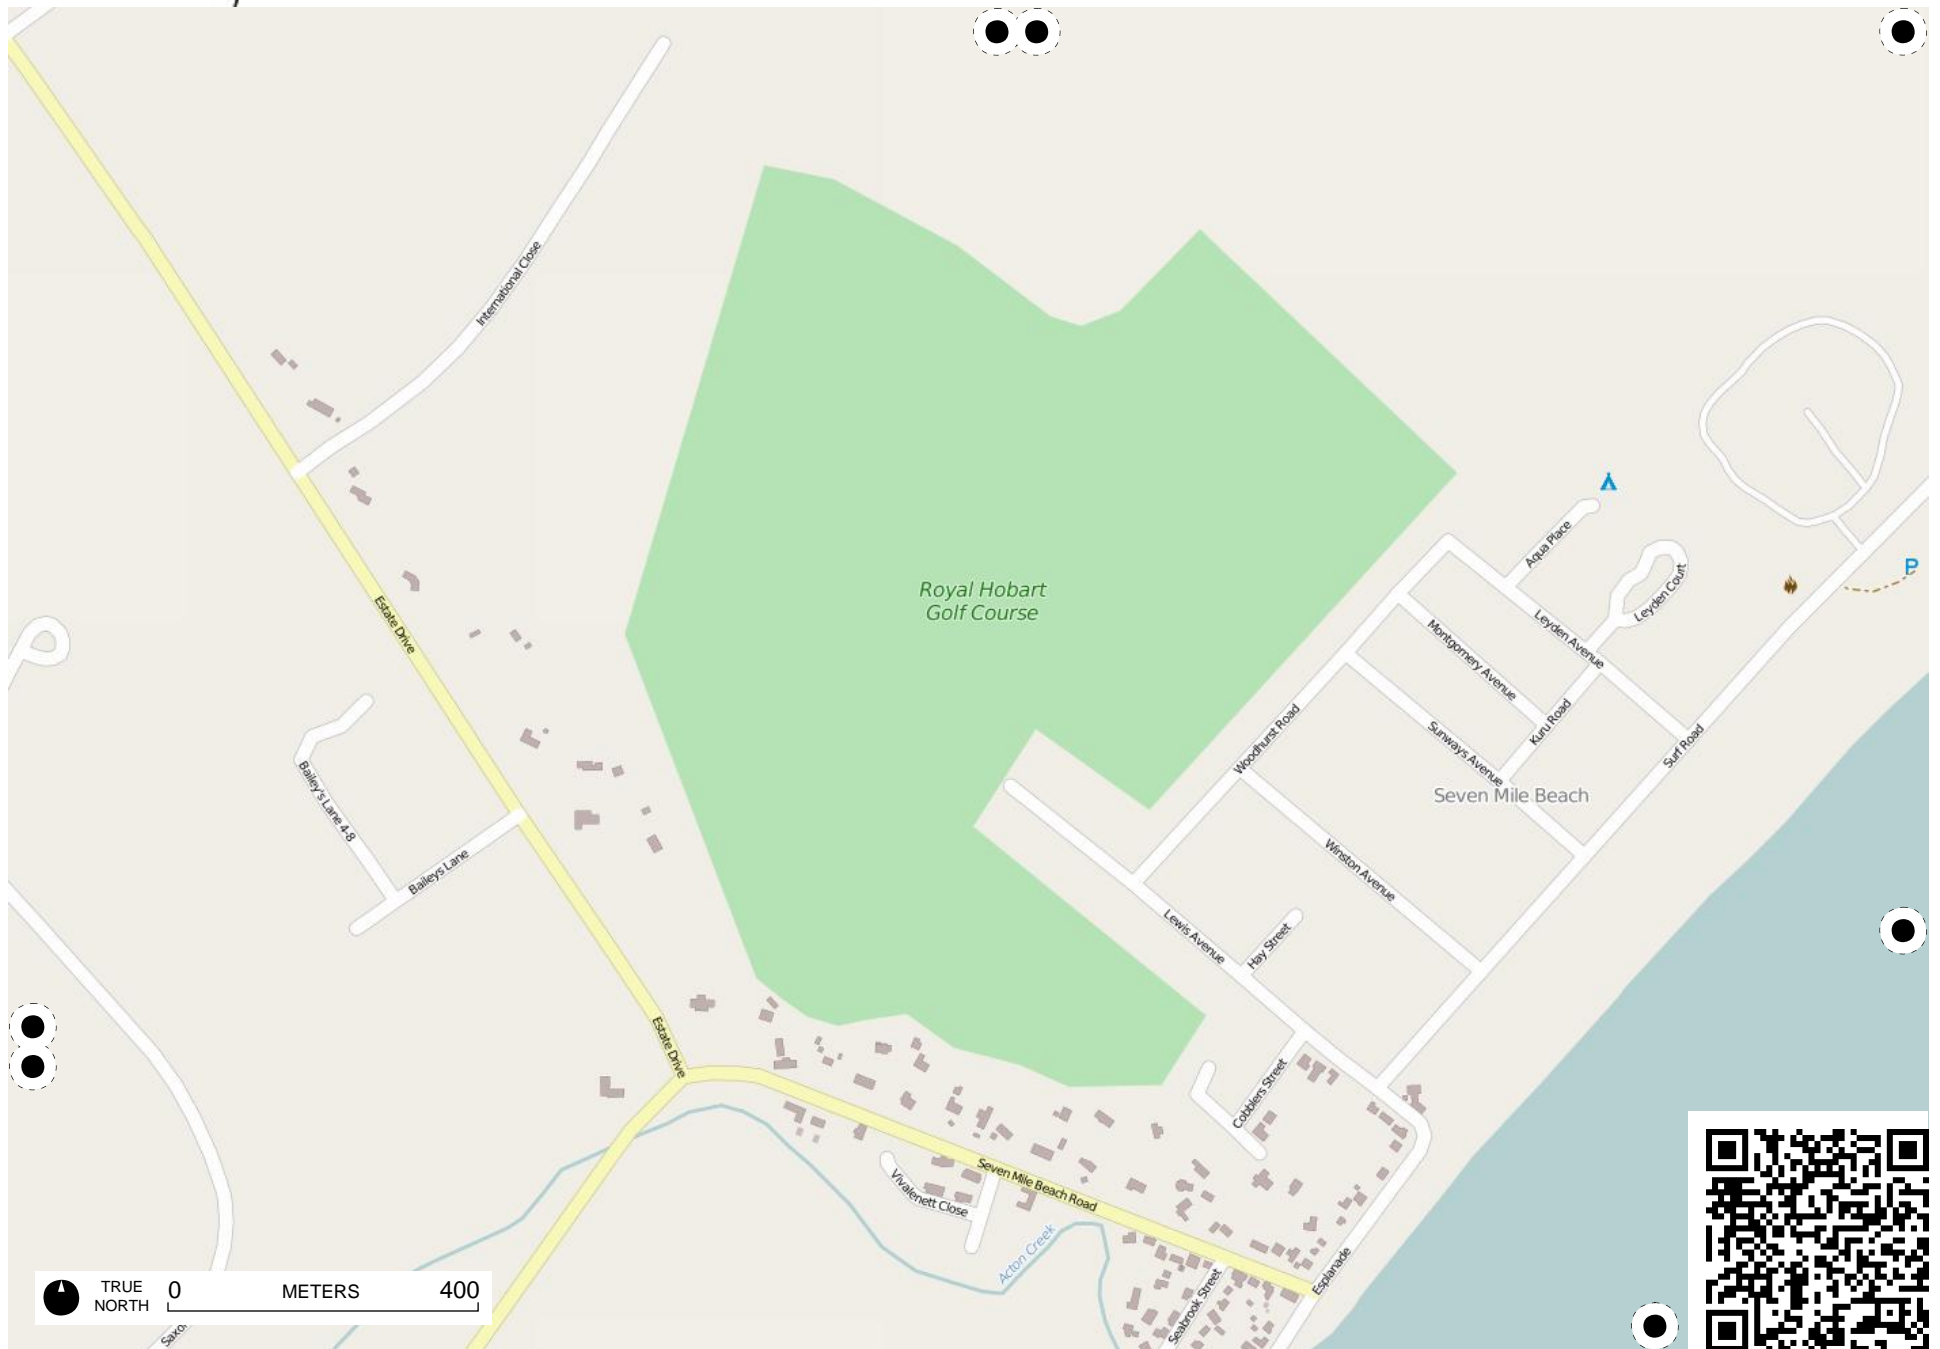 International Close
Estate Drive
Royal Hobart
Golf Course
Aqua Place
P
Leyden Court
Leyden Avenue
Montgomery Avenue
Kuru Road
Sunways Avenue
Woodhurst Road
Surf Road
Seven Mile Beach
Bailey's Lane 4-8
Baileys Lane
Winston Avenue
Lewis Avenue
Hay Street
Estate Drive
Cobblers Street
Seven Mile Beach Road
Vivalenett Close
Acton Creek
Esplanade
Seabrook Street
TRUE
NORTH
0 METERS 400